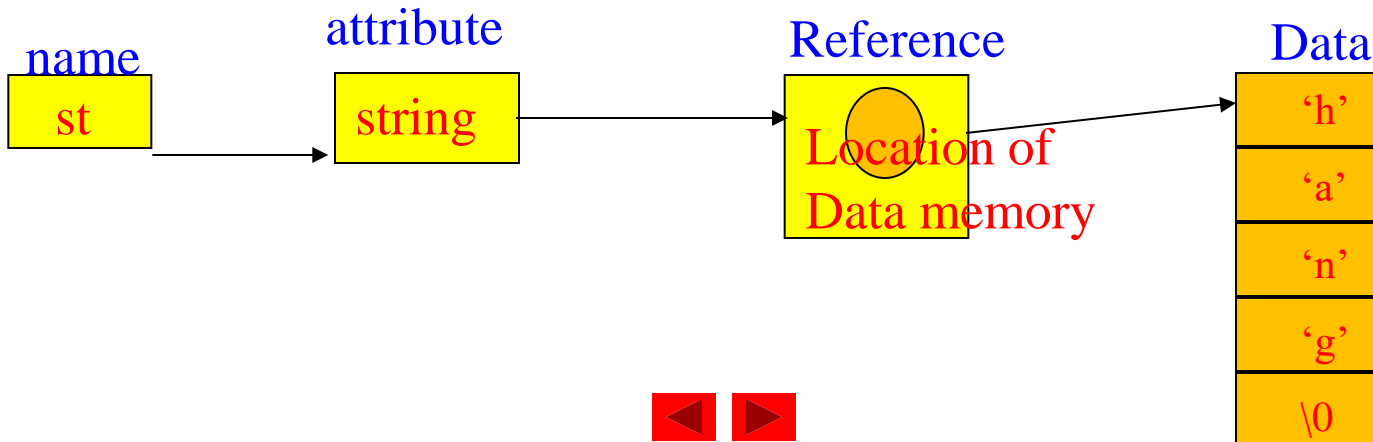 name
attribute
Reference
Data
st
string
Location of
Data memory
‘h’
‘a’
‘n’
‘g’
\0